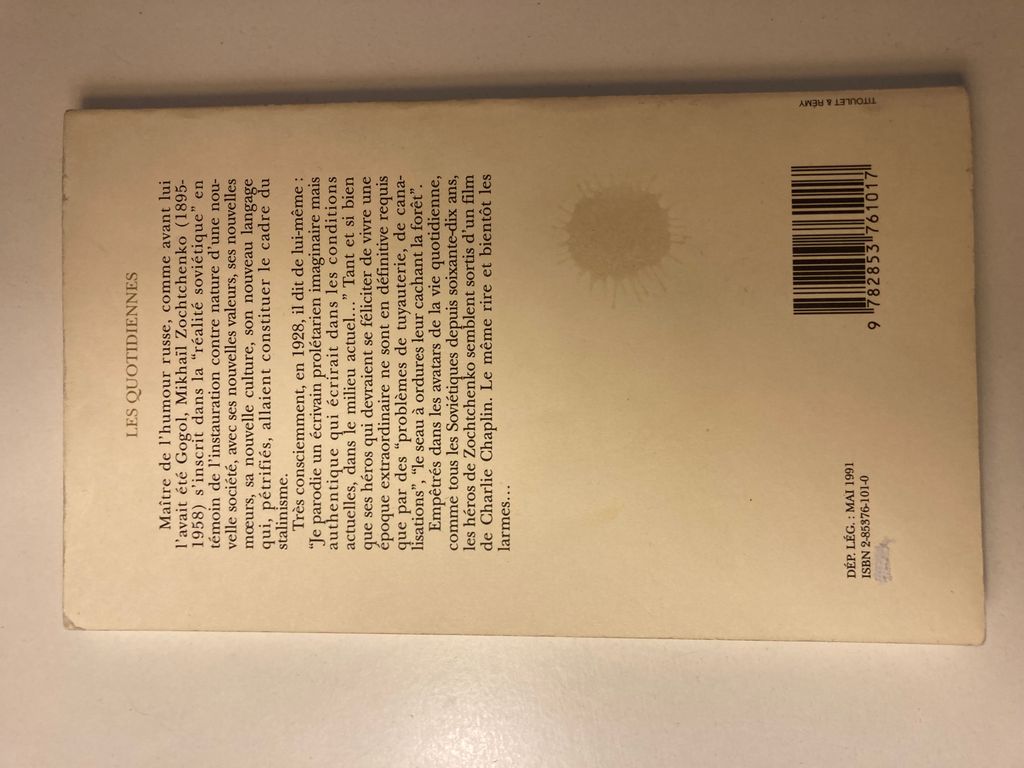 LES QUOTIDIENNES
Maître de l'humour russe, comme avant lui
l'avait été Gogol, Mikhaïl Zochtchenko (1895-
1958) s'inscrit dans la "réalité soviétique" en
témoin de l'instauration contre nature d'une nou-
velle société, avec ses nouvelles valeurs, ses nouvelles
mœurs, sa nouvelle culture, son nouveau langage
qui, pétrifiés, allaient constituer le cadre du
stalinisme.
Très consciemment, en 1928, il dit de lui-même :
"Je parodie un écrivain prolétarien imaginaire mais
authentique qui écrirait dans les conditions
actuelles, dans le milieu actuel..." Tant et si bien
que ses héros qui devraient se féliciter de vivre une
époque extraordinaire ne sont en définitive requis
que par des "problèmes de tuyauterie, de cana-
lisations", "le seau à ordures leur cachant la forêt".
Empêtrés dans les avatars de la vie quotidienne,
comme tous les Soviétiques depuis soixante-dix ans,
les héros de Zochtchenko semblent sortis d'un film
de Charlie Chaplin. Le même rire et bientôt les
larmes...
DÉP. LÉG. : MAI 1991
ISBN 2-85376-101-0
9 782853 761017
TITOULET & RÉMY